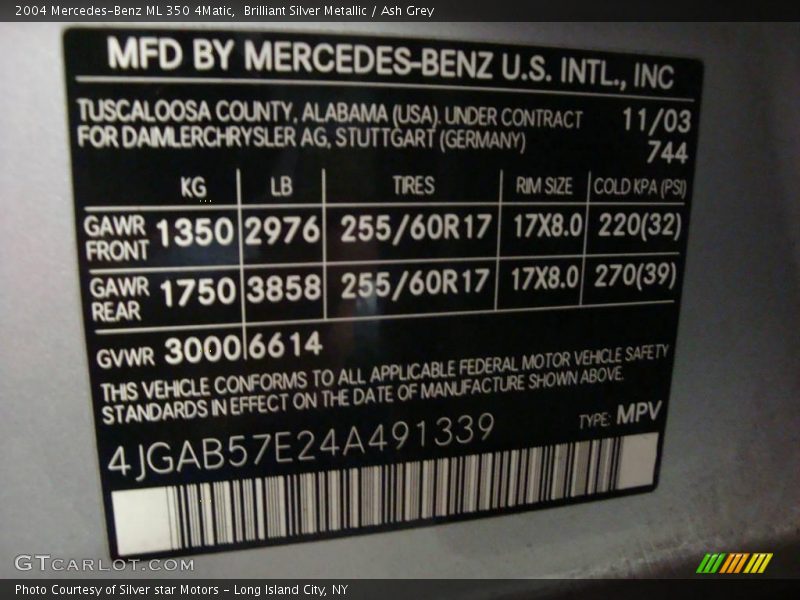 2004 Mercedes-Benz ML 350 4Matic, Brilliant Silver Metallic / Ash Grey
MFD BY MERCEDES-BENZ U.S. INTL., INC
TUSCALOOSA COUNTY, ALABAMA (USA). UNDER CONTRACT 11/03
FOR DAIMLERCHRYSLER AG, STUTTGART (GERMANY) 744
KG LB TIRES RIM SIZE COLD KPA (PSI)
GAWR FRONT 1350 2976 255/60R17 17X8.0 220(32)
GAWR REAR 1750 3858 255/60R17 17X8.0 270(39)
GVWR 3000 6614
THIS VEHICLE CONFORMS TO ALL APPLICABLE FEDERAL MOTOR VEHICLE SAFETY
STANDARDS IN EFFECT ON THE DATE OF MANUFACTURE SHOWN ABOVE.
4JGAB57E24A491339 TYPE: MPV
GTCARLOT.COM
Photo Courtesy of Silver star Motors - Long Island City, NY